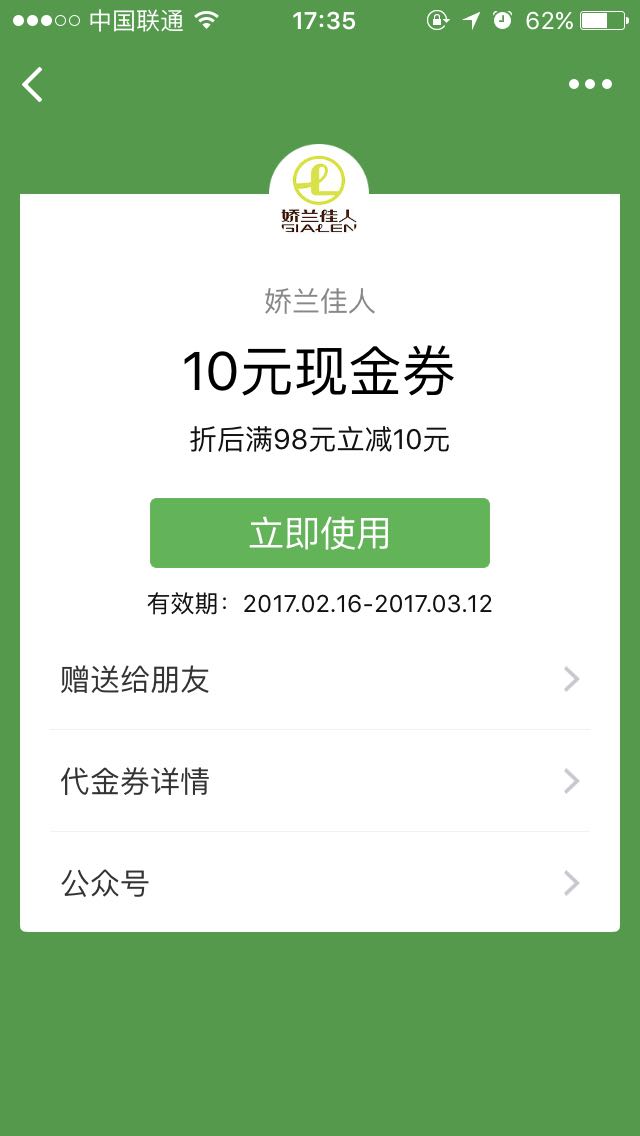 中国联通 17:35 62%
娇兰佳人
GIALEN
娇兰佳人
10元现金券
折后满98元立减10元
立即使用
有效期：2017.02.16-2017.03.12
赠送给朋友
代金券详情
公众号